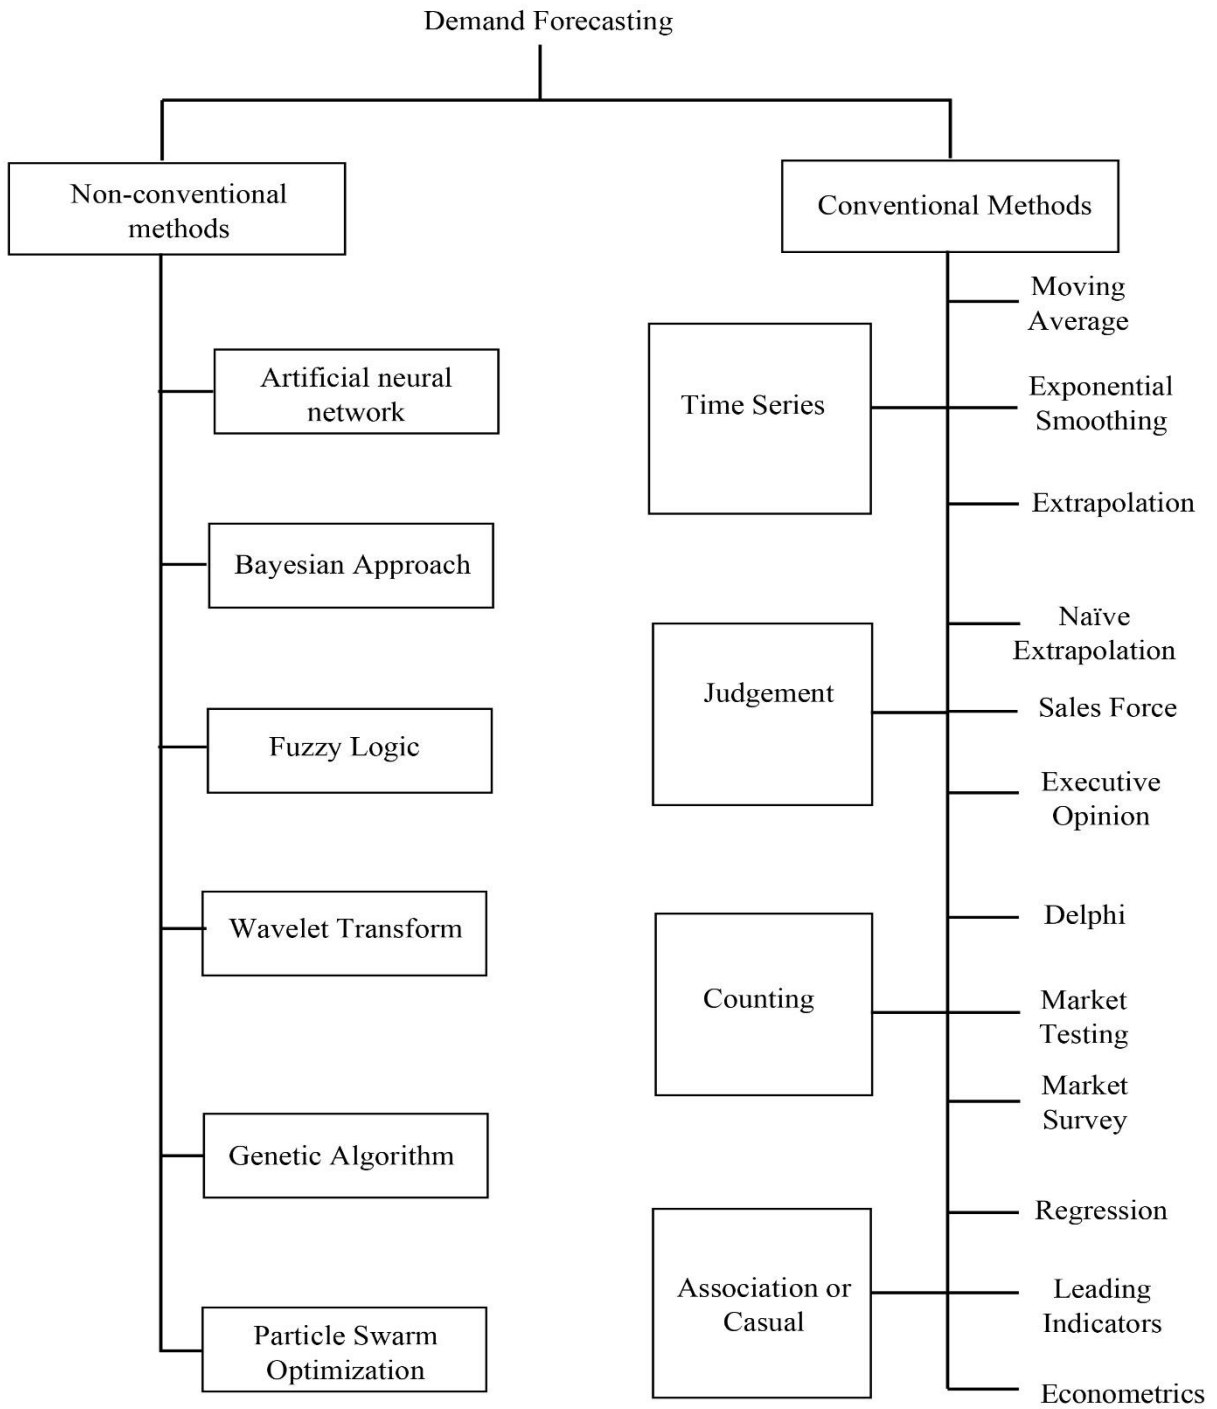 Demand Forecasting
Non-conventional
methods
Artificial neural
network
Bayesian Approach
Fuzzy Logic
Wavelet Transform
Genetic Algorithm
Particle Swarm
Optimization
Conventional Methods
Time Series
Moving
Average
Exponential
Smoothing
Extrapolation
Judgement
Naïve
Extrapolation
Sales Force
Executive
Opinion
Counting
Delphi
Market
Testing
Market
Survey
Association or
Casual
Regression
Leading
Indicators
Econometrics